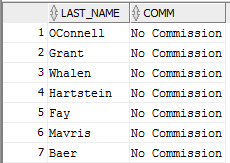 LAST_NAME COMM
1 OConnell No Commission
2 Grant No Commission
3 Whalen No Commission
4 Hartstein No Commission
5 Fay No Commission
6 Mavris No Commission
7 Baer No Commission